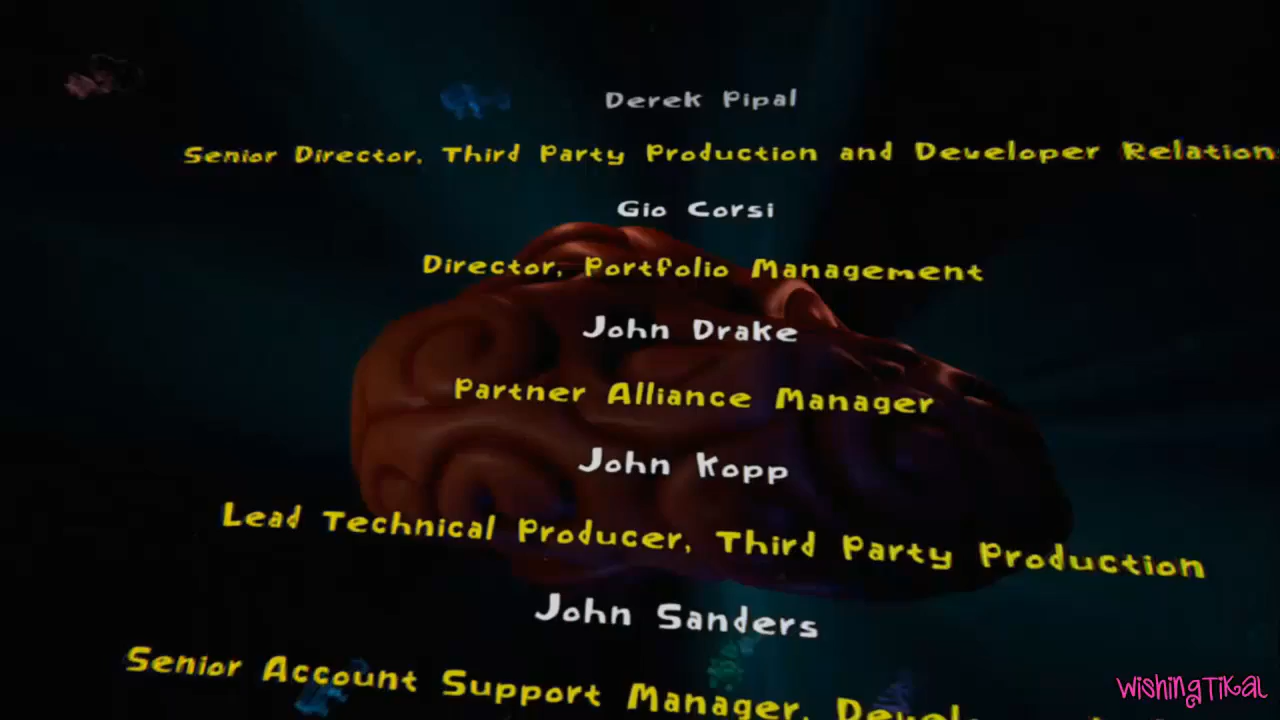 Derek Pipal
Senior Director, Third Party Production and Developer Relation
Gio Corsi
Director, Portfolio Management
John Drake
Partner Alliance Manager
John Kopp
Lead Technical Producer, Third Party Production
John Sanders
Senior Account Support Manager,
WishingTikal